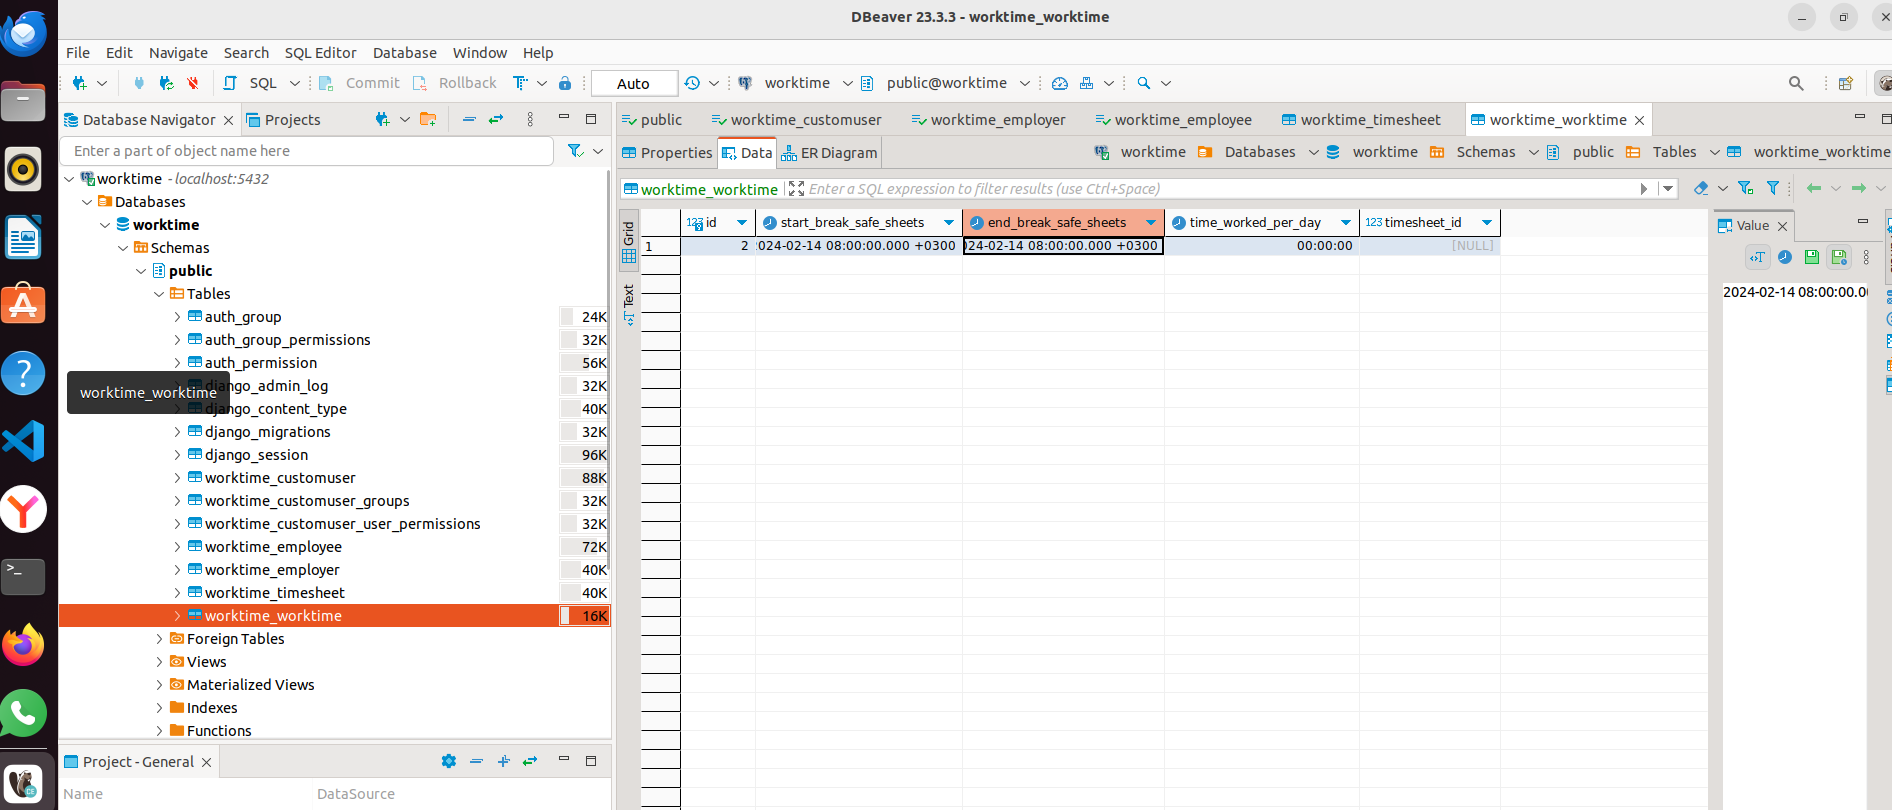 DBeaver 23.3.3 - worktime_worktime
File Edit Navigate Search SQL Editor Database Window Help
SQL Commit Rollback Auto worktime public@worktime
Database Navigator Projects
public worktime_customuser worktime_employer worktime_employee worktime_timesheet worktime_worktime
Enter a part of object name here
Properties Data ER Diagram worktime Databases worktime Schemas public Tables worktime_worktime
worktime - localhost:5432
worktime_worktime Enter a SQL expression to filter results (use Ctrl+Space)
Databases
worktime
Schemas
public
Tables
auth_group 24K
auth_group_permissions 32K
auth_permission 56K
django_admin_log 32K
worktime_worktime
django_content_type 40K
django_migrations 32K
django_session 96K
worktime_customuser 88K
worktime_customuser_groups 32K
worktime_customuser_user_permissions 32K
worktime_employee 72K
worktime_employer 40K
worktime_timesheet 40K
worktime_worktime 16K
Foreign Tables
Views
Materialized Views
Indexes
Functions
Project - General
Name DataSource
Grid
Text
123 id start_break_safe_sheets end_break_safe_sheets time_worked_per_day 123 timesheet_id
1 2 2024-02-14 08:00:00.000 +0300 024-02-14 08:00:00.000 +0300 00:00:00 [NULL]
Value
2024-02-14 08:00:00.0